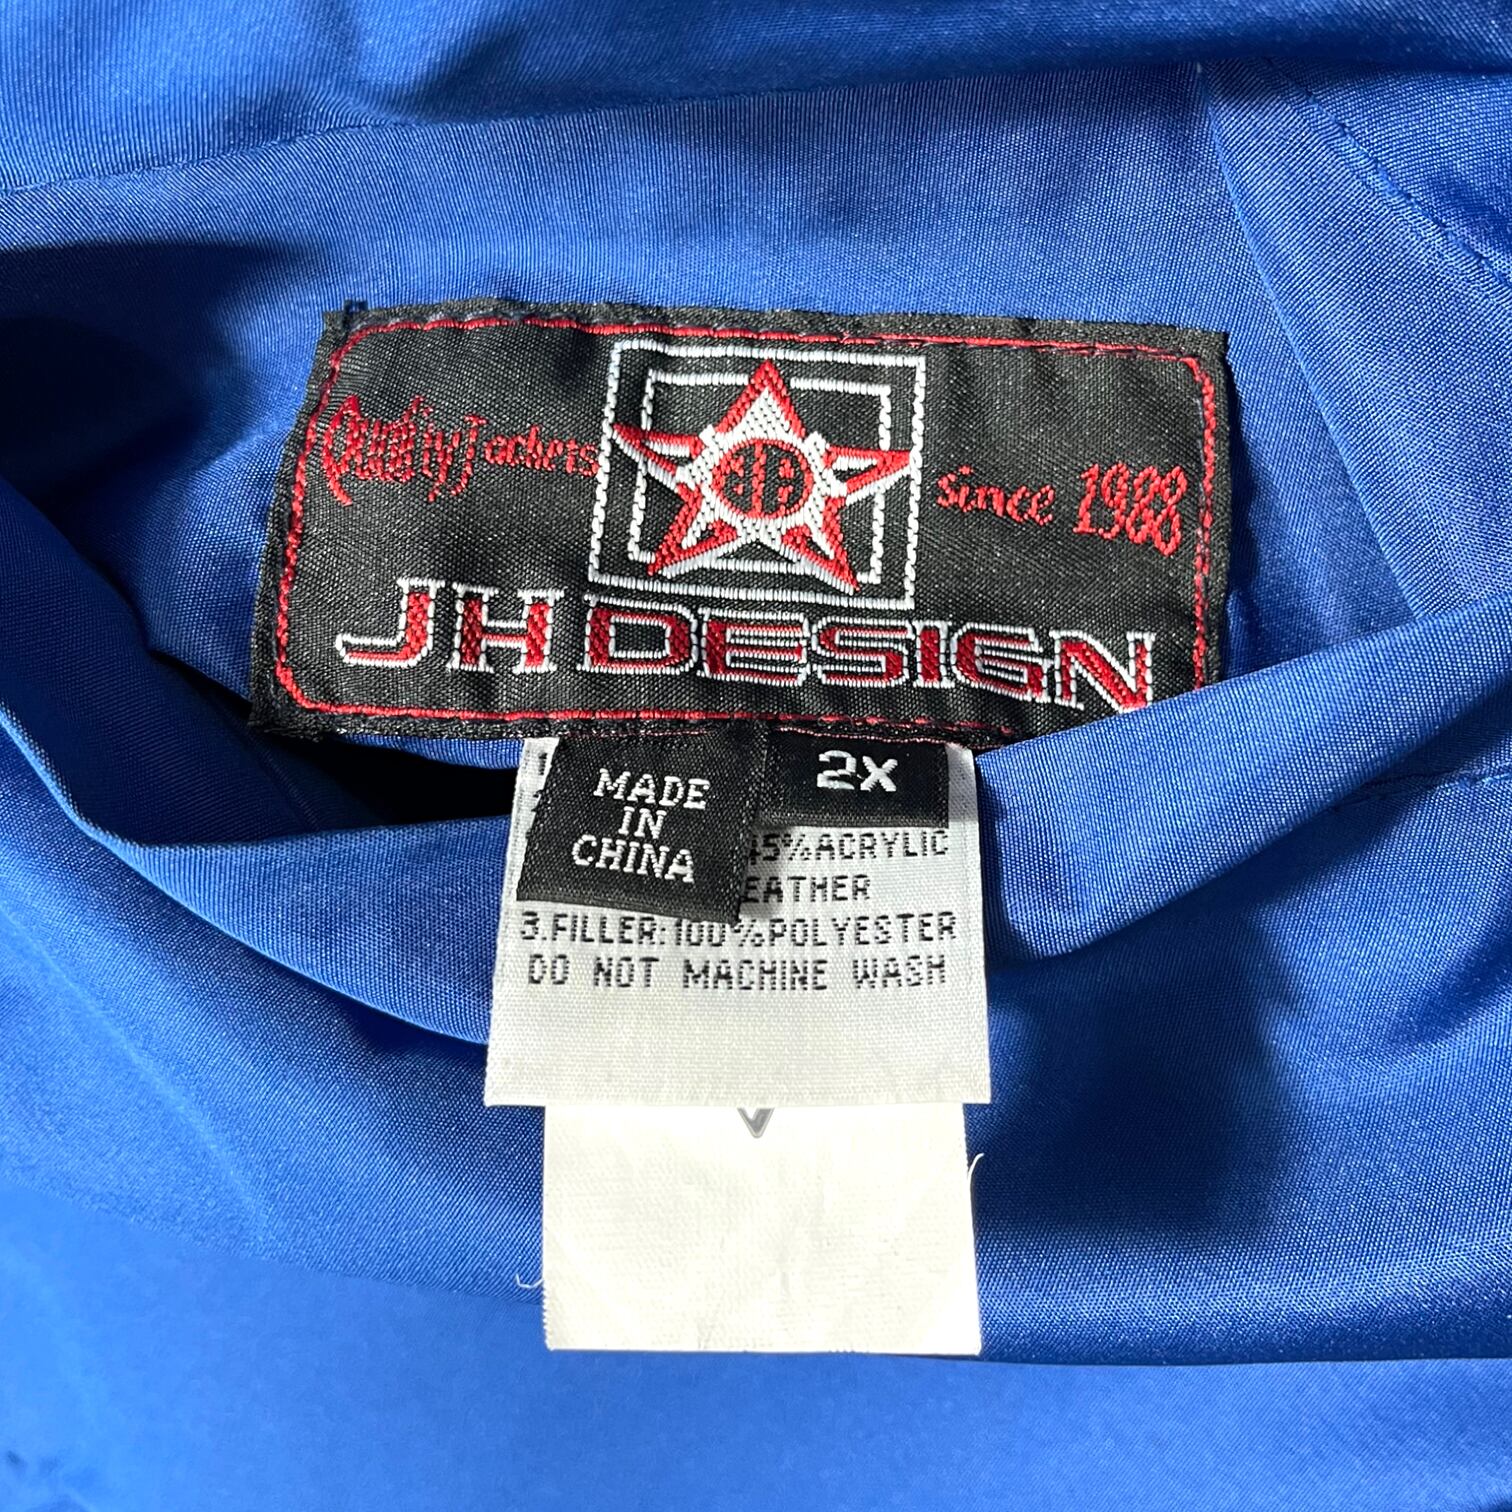 Quality Jackets
Since 1988
JH DESIGN
MADE
IN
CHINA
2X
45%ACRYLIC
EATHER
3.FILLER:100%POLYESTER
DO NOT MACHINE WASH